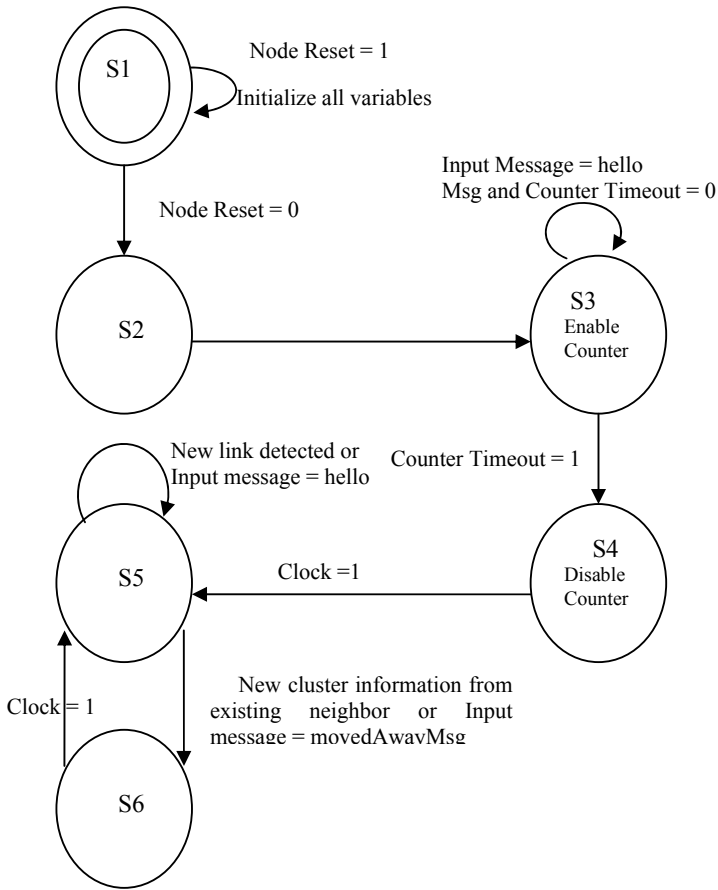 S1
Node Reset = 1
Initialize all variables
Node Reset = 0
Input Message = hello
Msg and Counter Timeout = 0
S2
S3
Enable
Counter
New link detected or
Input message = hello
Counter Timeout = 1
S4
Disable
Counter
S5
Clock =1
New cluster information from
existing neighbor or Input
message = movedAwayMsg
Clock = 1
S6